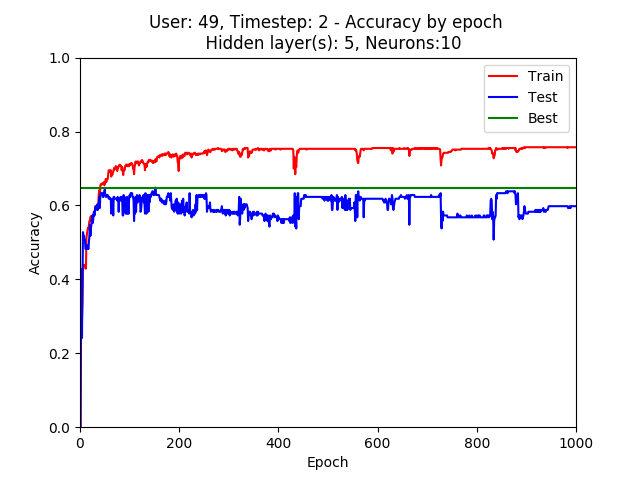 User: 49, Timestep: 2 - Accuracy by epoch
Hidden layer(s): 5, Neurons:10
1.0
0.8
0.6
0.4
0.2
0.0
Accuracy
Train
Test
Best
0 200 400 600 800 1000
Epoch